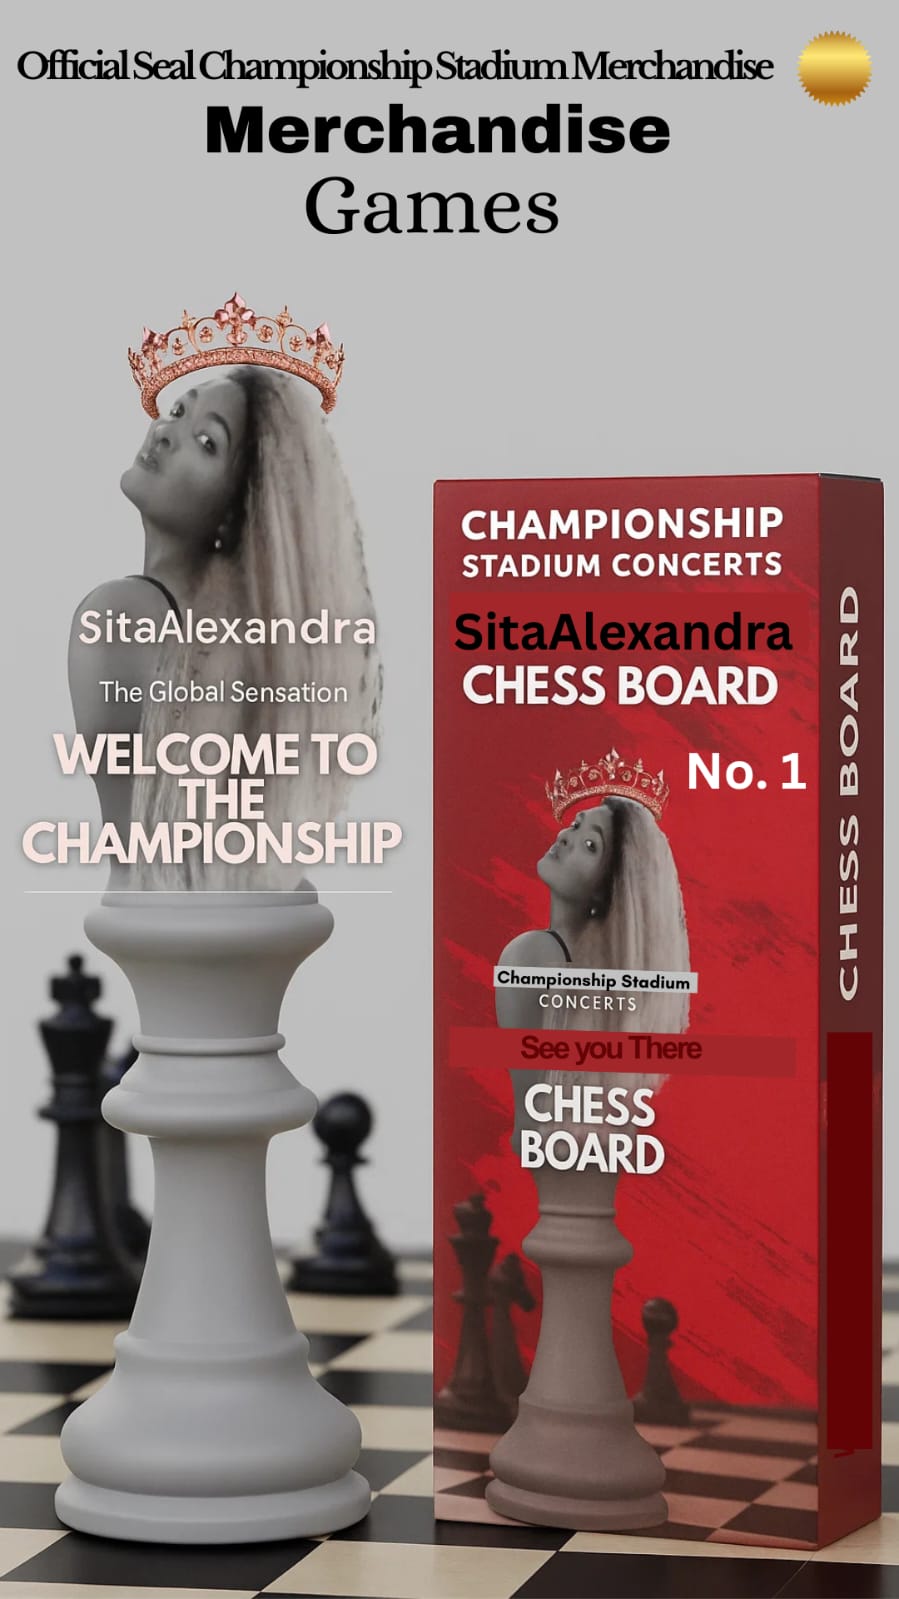 Official Seal Championship Stadium Merchandise
Merchandise
Games
SitaAlexandra
The Global Sensation
WELCOME TO
THE
CHAMPIONSHIP
CHAMPIONSHIP
STADIUM CONCERTS
SitaAlexandra
CHESS BOARD
No. 1
Championship Stadium
CONCERTS
See you There
CHESS
BOARD
CHESS BOARD